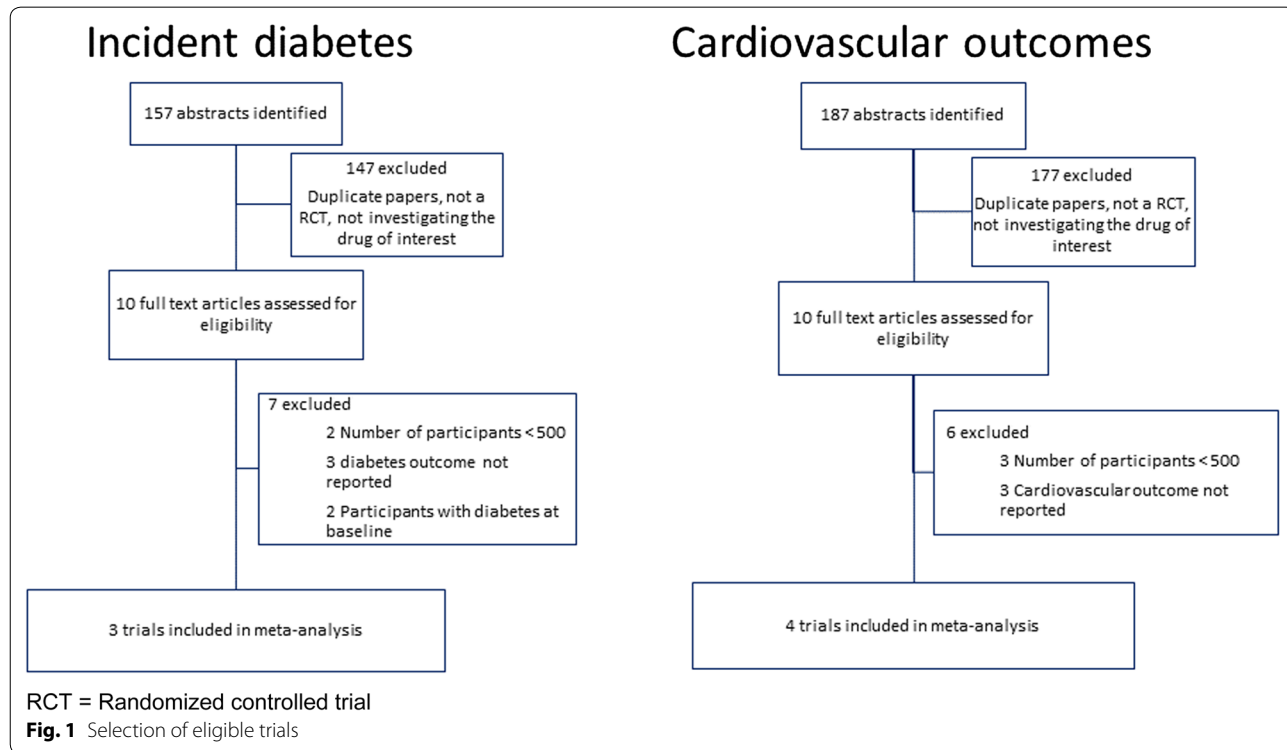 Incident diabetes
157 abstracts identified
147 excluded
Duplicate papers, not a
RCT, not investigating the
drug of interest
10 full text articles assessed for
eligibility
7 excluded
2 Number of participants <500
3 diabetes outcome not
reported
2 Participants with diabetes at
baseline
3 trials included in meta-analysis
Cardiovascular outcomes
187 abstracts identified
177 excluded
Duplicate papers, not a RCT,
not investigating the drug of
interest
10 full text articles assessed for
eligibility
6 excluded
3 Number of participants <500
3 Cardiovascular outcome not
reported
4 trials included in meta-analysis
RCT = Randomized controlled trial
Fig. 1 Selection of eligible trials